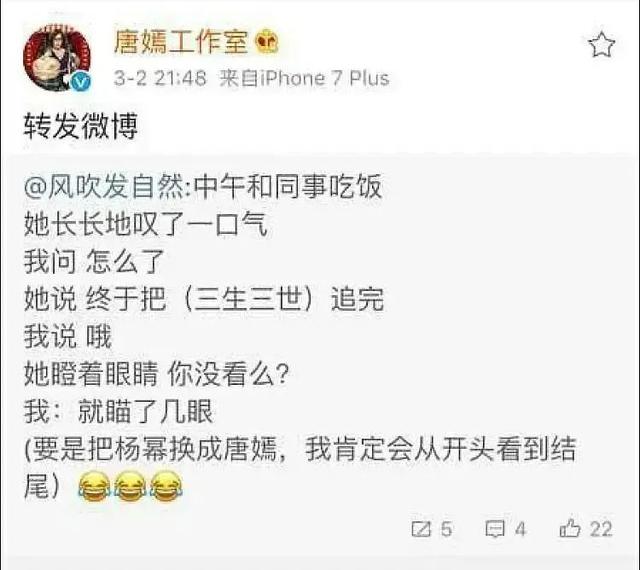 唐嫣工作室
3-2 21:48 来自iPhone 7 Plus
转发微博
@风吹发自然:中午和同事吃饭
她长长地叹了一口气
我问 怎么了
她说 终于把（三生三世）追完
我说 哦
她瞪着眼睛 你没看么？
我：就瞄了几眼
(要是把杨幂换成唐嫣，我肯定会从开头看到结
尾）😂😂😂
5 4 22